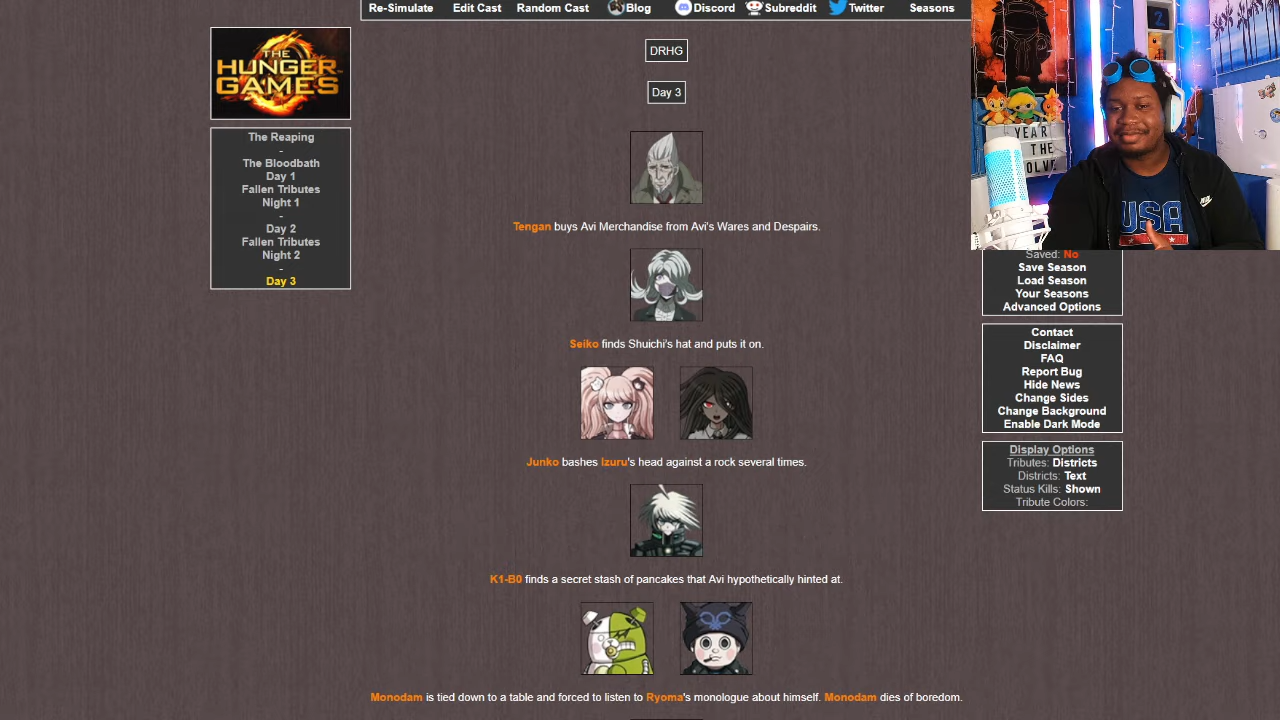 Re-Simulate Edit Cast Random Cast Blog Discord Subreddit Twitter Seasons
THE
HUNGER
GAMES
The Reaping
-
The Bloodbath
Day 1
Fallen Tributes
Night 1
-
Day 2
Fallen Tributes
Night 2
-
Day 3
DRHG
Day 3
Tengan buys Avi Merchandise from Avi's Wares and Despairs.
Seiko finds Shuichi's hat and puts it on.
Junko bashes Izuru's head against a rock several times.
K1-B0 finds a secret stash of pancakes that Avi hypothetically hinted at.
Monodam is tied down to a table and forced to listen to Ryoma's monologue about himself. Monodam dies of boredom.
2
YEAR
THE
OLVE
USA
Saved: No
Save Season
Load Season
Your Seasons
Advanced Options
Contact
Disclaimer
FAQ
Report Bug
Hide News
Change Sides
Change Background
Enable Dark Mode
Display Options
Tributes: Districts
Districts: Text
Status Kills: Shown
Tribute Colors: